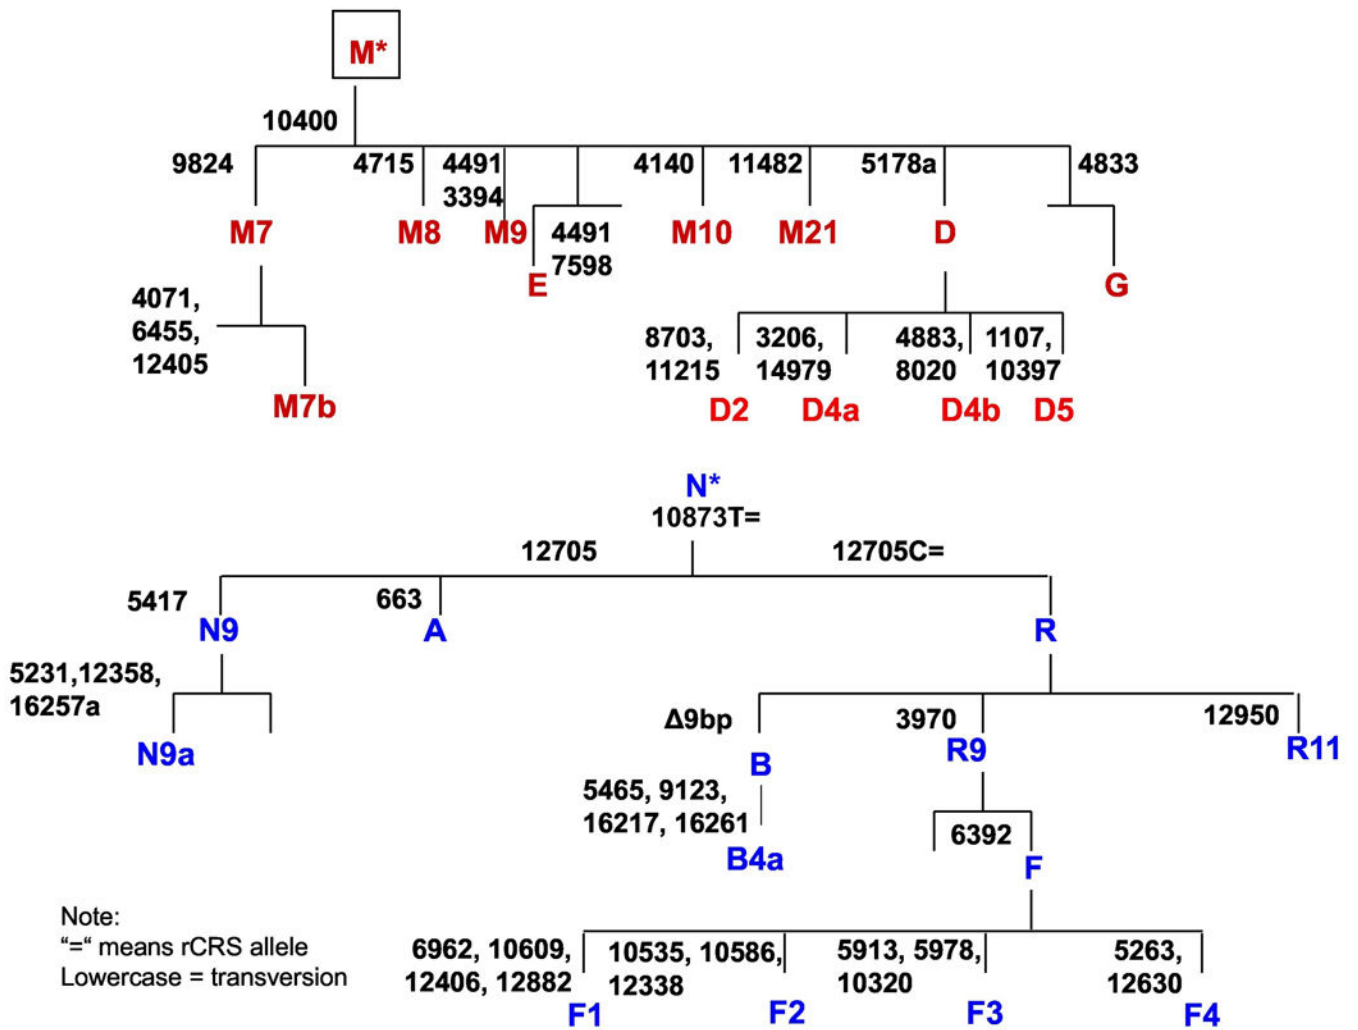 M*
10400
9824
4715
4491
3394
4140
11482
5178a
4833
M7
M8
M9
4491
7598
M10
M21
D
E
G
4071,
6455,
12405
M7b
8703,
11215
3206,
14979
4883,
8020
1107,
10397
D2
D4a
D4b
D5
N*
10873T=
12705
12705C=
5417
663
N9
A
R
5231,12358,
16257a
N9a
Δ9bp
3970
12950
B
R9
R11
5465, 9123,
16217, 16261
6392
B4a
F
Note:
“=“ means rCRS allele
Lowercase = transversion
6962, 10609,
12406, 12882
10535, 10586,
12338
5913, 5978,
10320
5263,
12630
F1
F2
F3
F4